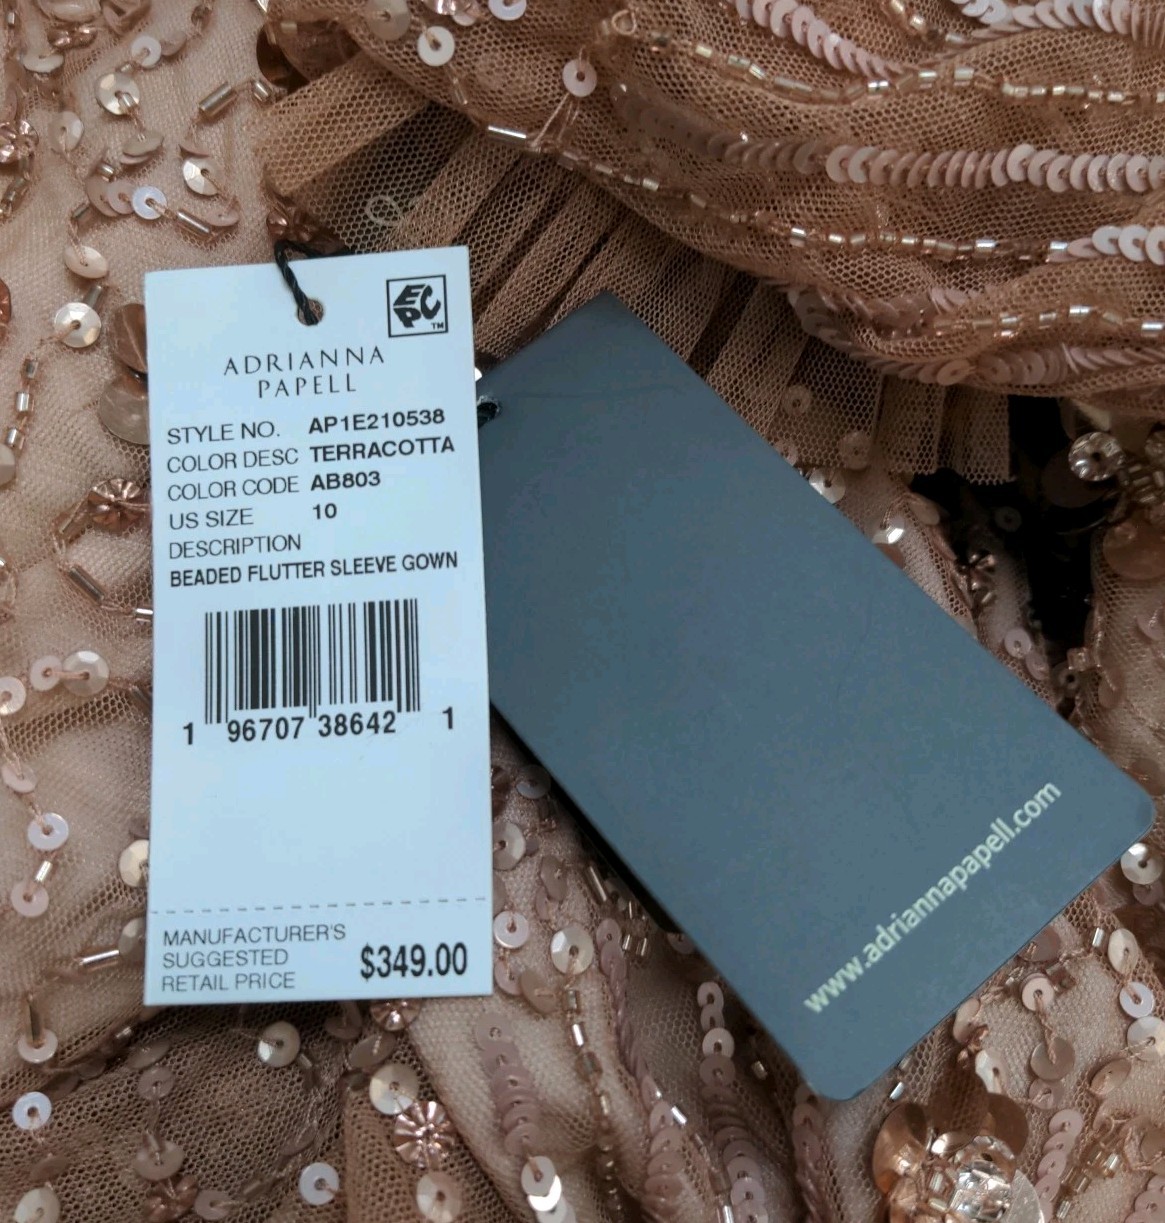 EPC
TM
ADRIANNA
PAPELL
STYLE NO. AP1E210538
COLOR DESC TERRACOTTA
COLOR CODE AB803
US SIZE 10
DESCRIPTION
BEADED FLUTTER SLEEVE GOWN
1 96707 38642 1
MANUFACTURER'S
SUGGESTED
RETAIL PRICE $349.00
www.adriannapapell.com